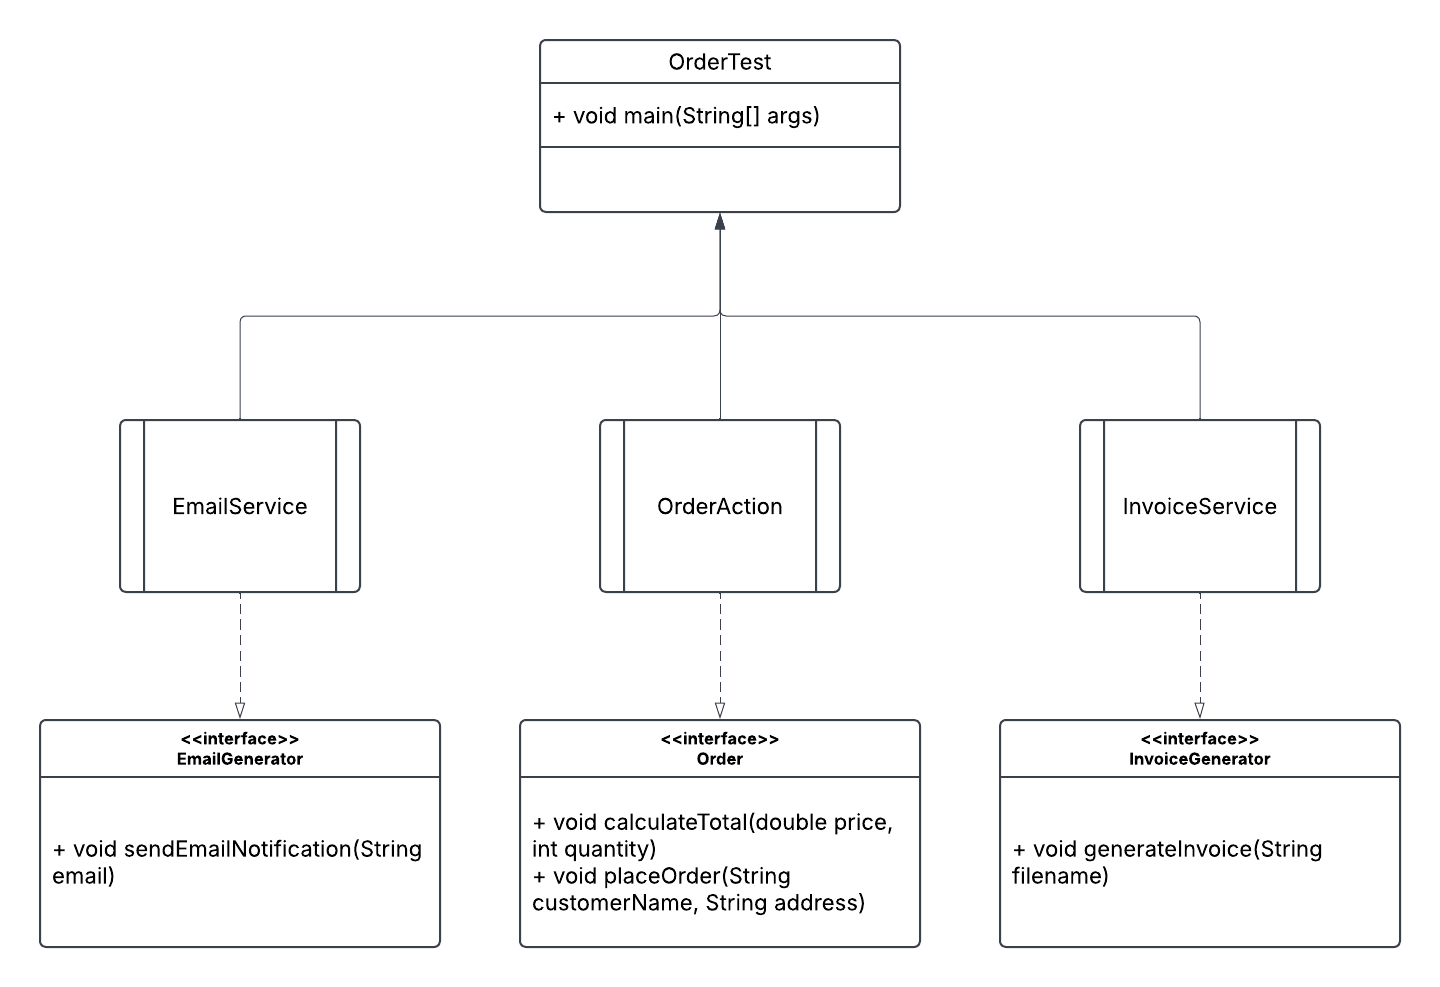 OrderTest
+ void main(String[] args)
EmailService
OrderAction
InvoiceService
<<interface>>
EmailGenerator
+ void sendEmailNotification(String
email)
<<interface>>
Order
+ void calculateTotal(double price,
int quantity)
+ void placeOrder(String
customerName, String address)
<<interface>>
InvoiceGenerator
+ void generateInvoice(String
filename)